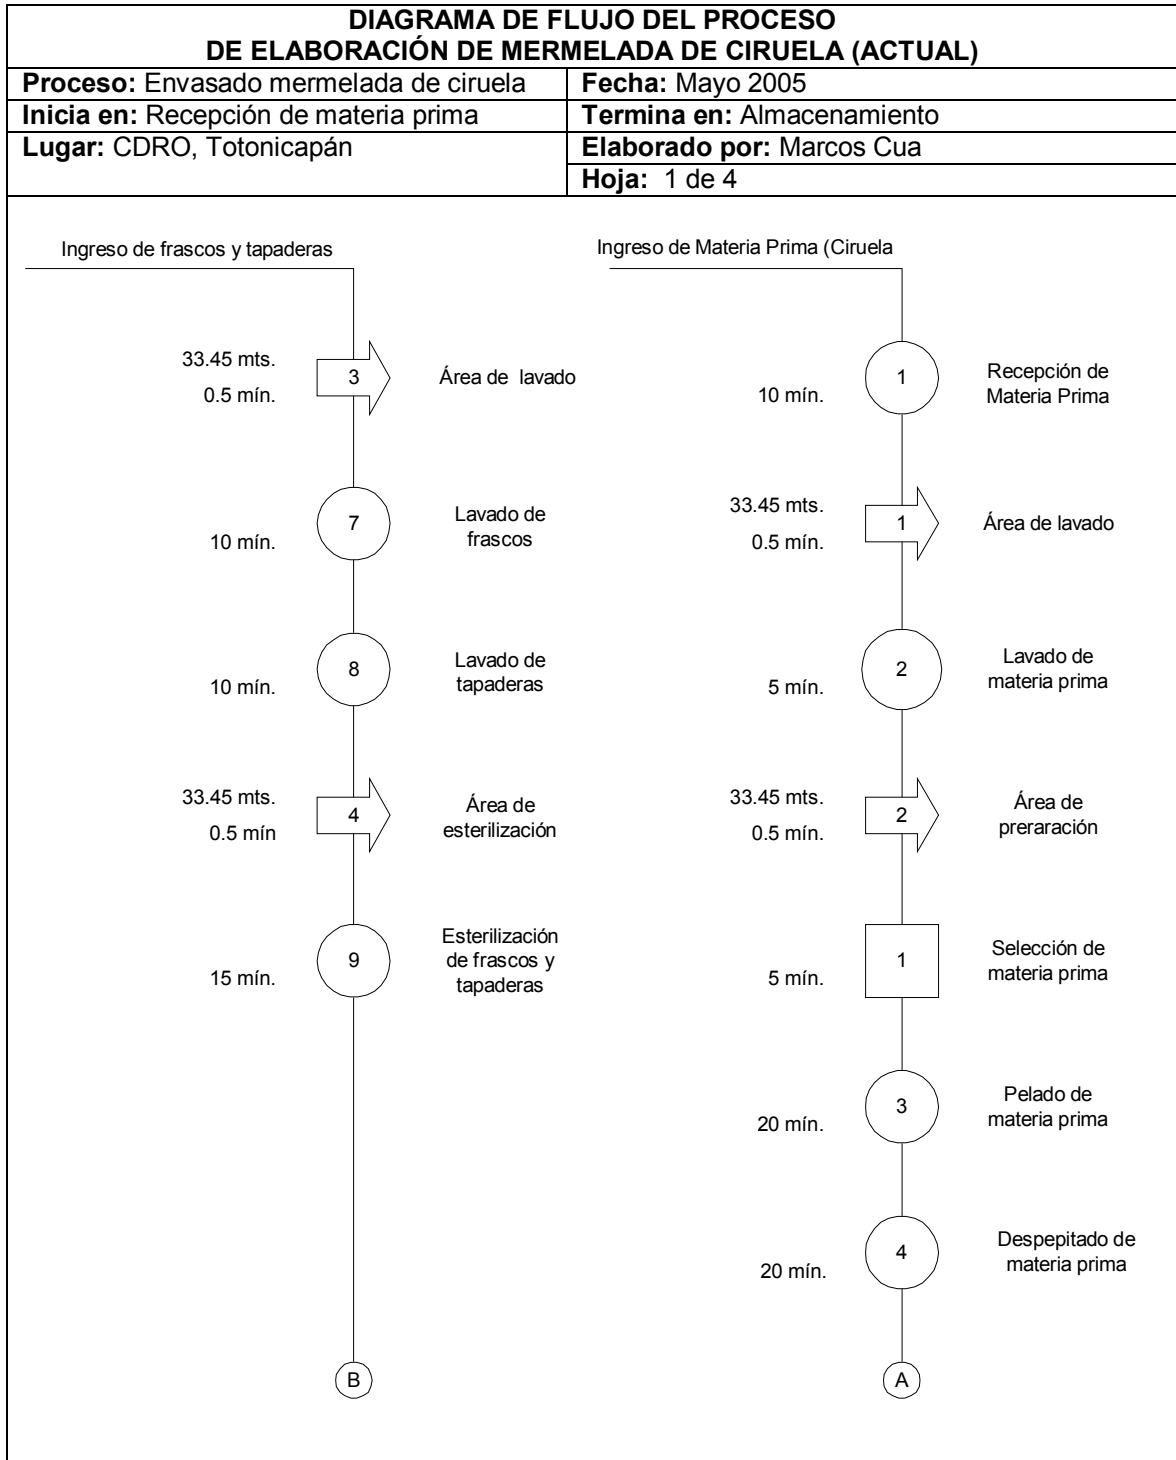 DIAGRAMA DE FLUJO DEL PROCESO
DE ELABORACIÓN DE MERMELADA DE CIRUELA (ACTUAL)
Proceso: Envasado mermelada de ciruela
Fecha: Mayo 2005
Inicia en: Recepción de materia prima
Termina en: Almacenamiento
Lugar: CDRO, Totonicapán
Elaborado por: Marcos Cua
Hoja: 1 de 4
Ingreso de frascos y tapaderas
33.45 mts.
0.5 mín.
3
Área de lavado
10 mín.
7
Lavado de
frascos
10 mín.
8
Lavado de
tapaderas
33.45 mts.
0.5 mín
4
Área de
esterilización
15 mín.
9
Esterilización
de frascos y
tapaderas
B
Ingreso de Materia Prima (Ciruela
10 mín.
1
Recepción de
Materia Prima
33.45 mts.
0.5 mín.
1
Área de lavado
5 mín.
2
Lavado de
materia prima
33.45 mts.
0.5 mín.
2
Área de
preraración
5 mín.
1
Selección de
materia prima
20 mín.
3
Pelado de
materia prima
20 mín.
4
Despepitado de
materia prima
A